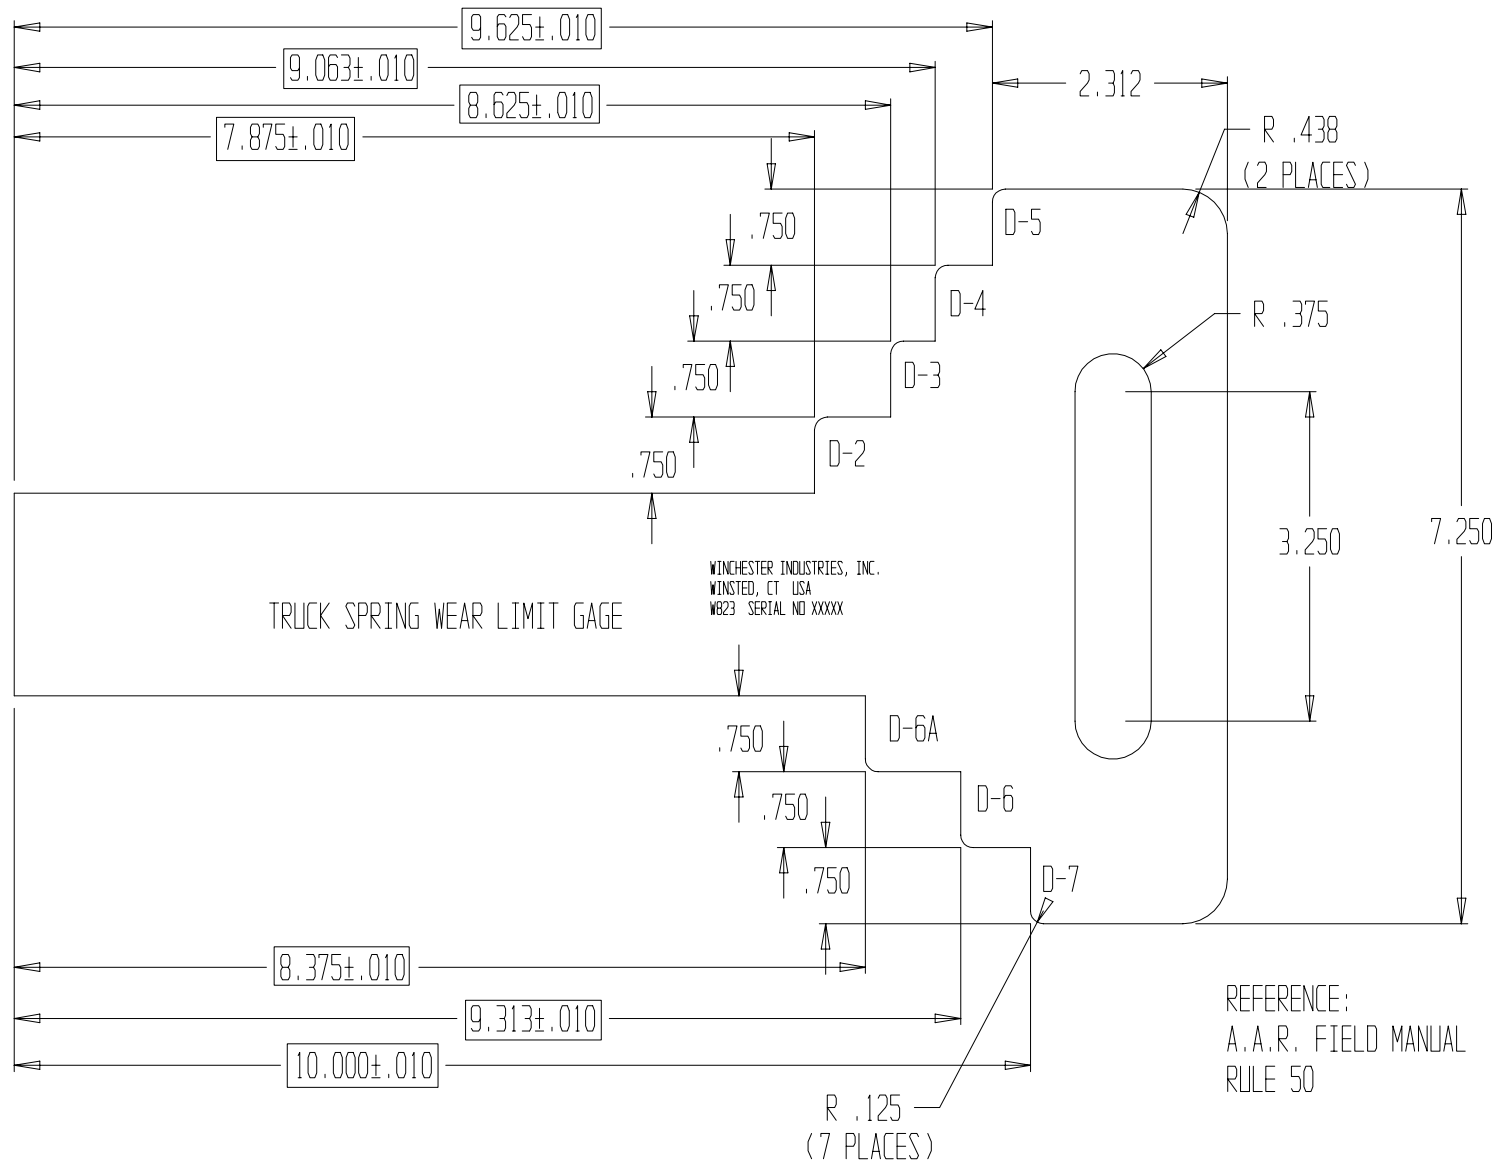 9.625±.010
9.063±.010
8.625±.010
7.875±.010
2.312
R .438
(2 PLACES)
D-5
.750
D-4
.750
R .375
D-3
.750
D-2
.750
3.250
7.250
WINCHESTER INDUSTRIES, INC.
WINSTED, CT USA
W823 SERIAL NO XXXXX
TRUCK SPRING WEAR LIMIT GAGE
D-6A
.750
D-6
.750
D-7
.750
8.375±.010
9.313±.010
10.000±.010
REFERENCE:
A.A.R. FIELD MANUAL
RULE 50
R .125
(7 PLACES)